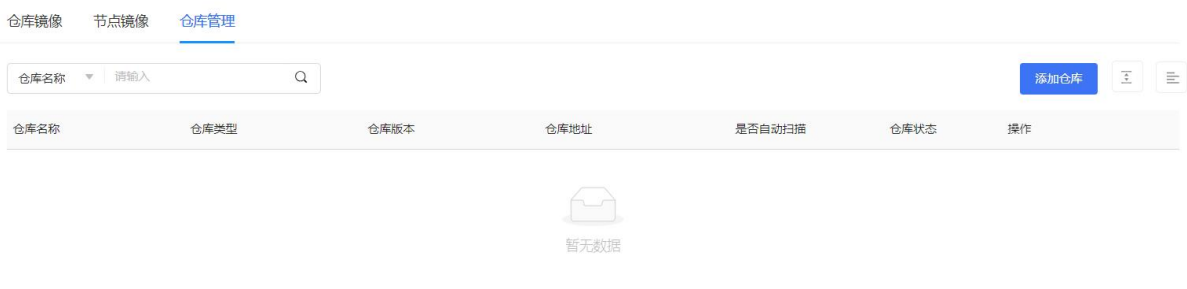 仓库镜像 节点镜像 仓库管理
仓库名称 请输入 添加仓库
仓库名称 仓库类型 仓库版本 仓库地址 是否自动扫描 仓库状态 操作
暂无数据